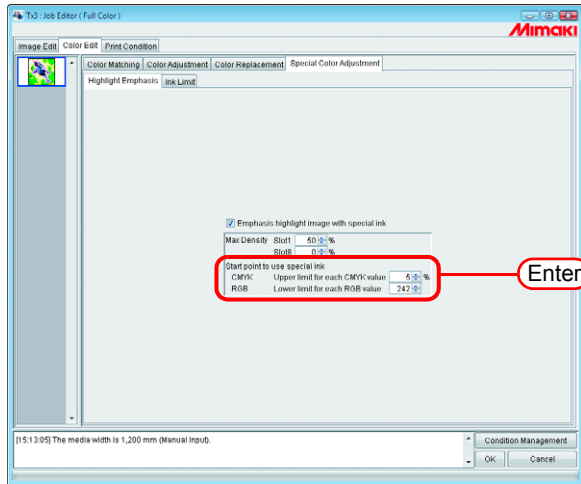 Tx3 : Job Editor ( Full Color )
Mimaki
Image Edit Color Edit Print Condition
Color Matching Color Adjustment Color Replacement Special Color Adjustment
Highlight Emphasis Ink Limit
Emphasis highlight image with special ink
Max Density Slot1 50 %
Slot8 0 %
Start point to use special ink
CMYK Upper limit for each CMYK value 5 %
RGB Lower limit for each RGB value 242
Enter
[15:13:05] The media width is 1,200 mm (Manual Input).
Condition Management
OK Cancel